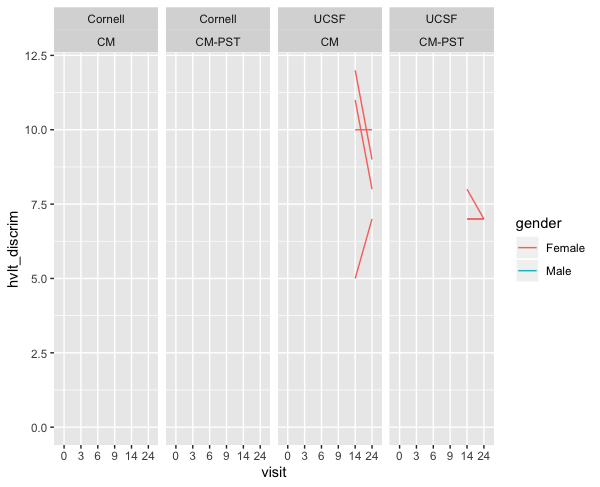 Cornell Cornell UCSF UCSF
CM CM-PST CM CM-PST
12.5
10.0
7.5
5.0
2.5
0.0
hvlt_discrim
0 3 6 9 14 24 0 3 6 9 14 24 0 3 6 9 14 24 0 3 6 9 14 24
visit
gender
Female
Male